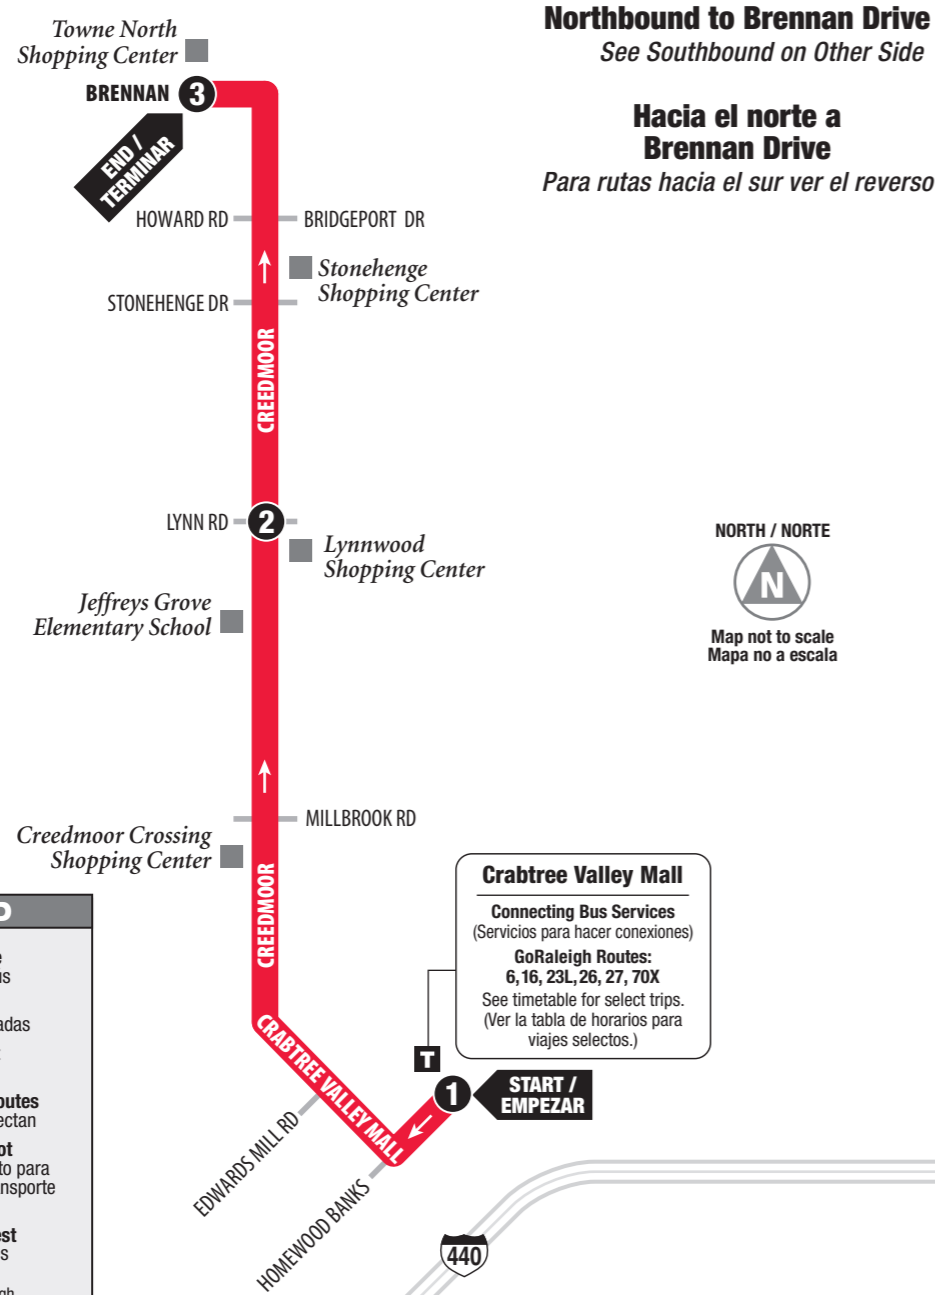 Northbound to Brennan Drive
See Southbound on Other Side
Hacia el norte a
Brennan Drive
Para rutas hacia el sur ver el reverso
Towne North
Shopping Center
BRENNAN 3
END /
TERMINAR
HOWARD RD
BRIDGEPORT DR
Stonehenge
Shopping Center
STONEHENGE DR
CREEDMOOR
LYNN RD
2
Lynnwood
Shopping Center
Jeffreys Grove
Elementary School
NORTH / NORTE
N
Map not to scale
Mapa no a escala
MILLBROOK RD
Creedmoor Crossing
Shopping Center
CREEDMOOR
Crabtree Valley Mall
Connecting Bus Services
(Servicios para hacer conexiones)
GoRaleigh Routes:
6, 16, 23L, 26, 27, 70X
See timetable for select trips.
(Ver la tabla de horarios para
viajes selectos.)
T
1
START /
EMPEZAR
CRABTREE VALLEY MALL
EDWARDS MILL RD
HOMEWOOD BANKS
440
to para